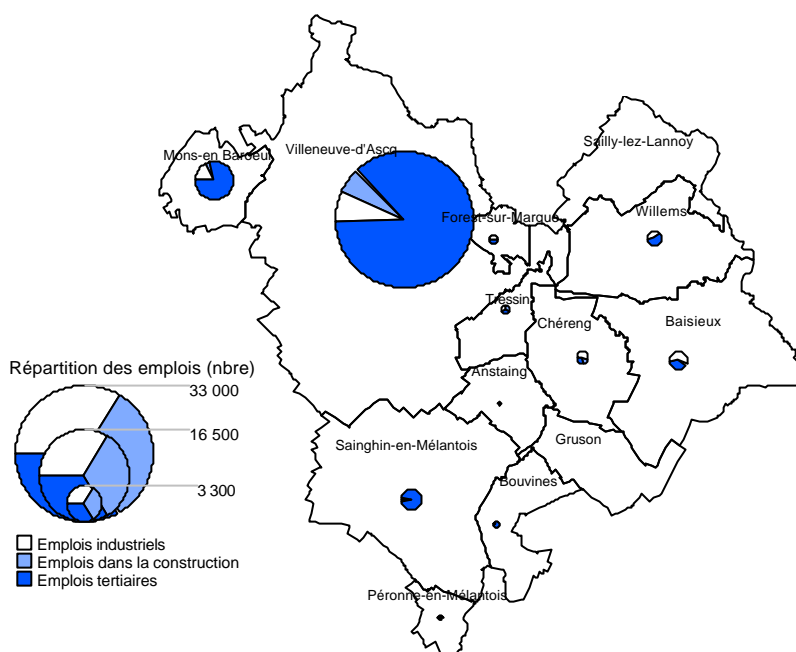 Sailly-lez-Lannoy
Mons-en Baroeul
Villeneuve-d'Ascq
Forest-sur-Marque
Willems
Tressin
Chéreng
Baisieux
Anstaing
Sainghin-en-Mélantois
Gruson
Bouvines
Péronne-en-Mélantois
Répartition des emplois (nbre)
33 000
16 500
3 300
Emplois industriels
Emplois dans la construction
Emplois tertiaires